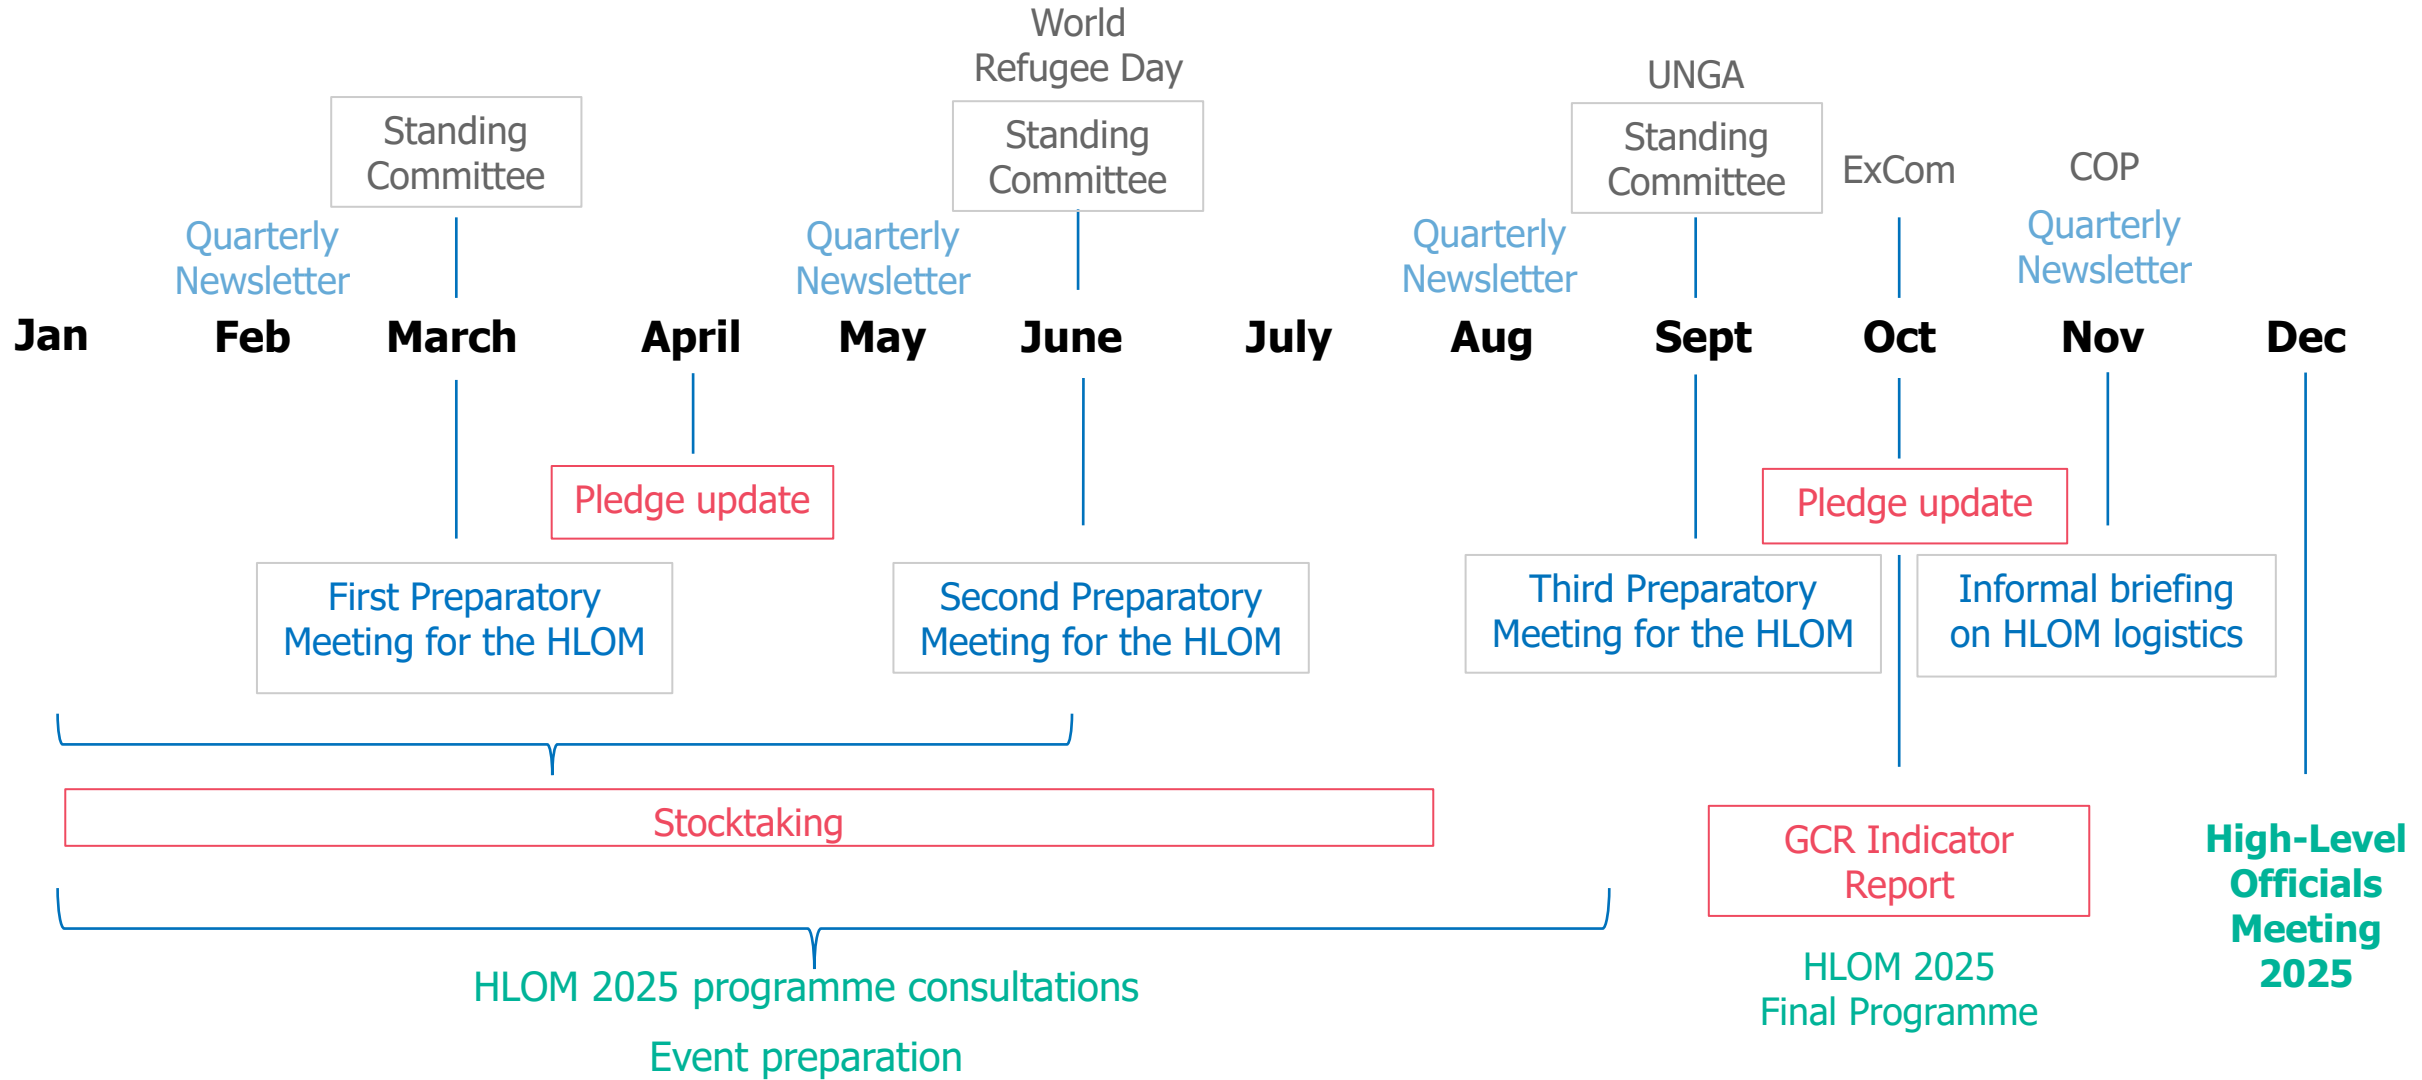 World
Refugee Day
UNGA
Standing
Committee
Standing
Committee
Standing
Committee
ExCom
COP
Quarterly
Newsletter
Quarterly
Newsletter
Quarterly
Newsletter
Quarterly
Newsletter
Jan
Feb
March
April
May
June
July
Aug
Sept
Oct
Nov
Dec
Pledge update
Pledge update
First Preparatory
Meeting for the HLOM
Second Preparatory
Meeting for the HLOM
Third Preparatory
Meeting for the HLOM
Informal briefing
on HLOM logistics
Stocktaking
GCR Indicator
Report
High-Level
Officials
Meeting
2025
HLOM 2025 programme consultations
Event preparation
HLOM 2025
Final Programme